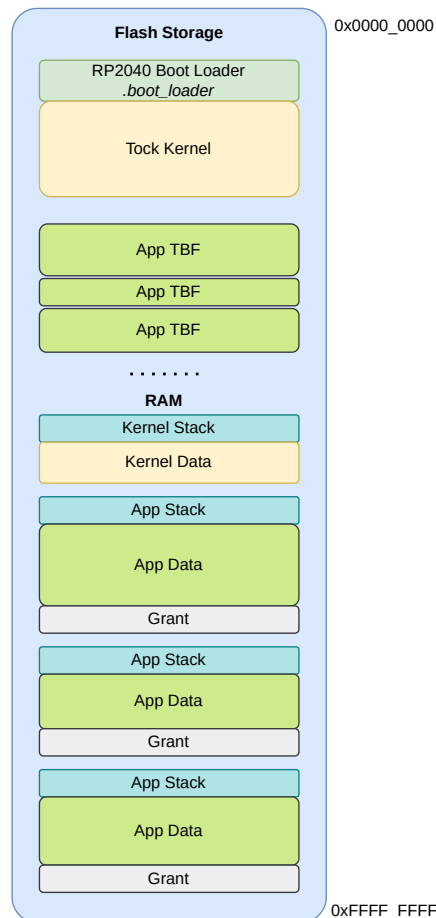 Flash Storage
0x0000_0000
RP2040 Boot Loader
.boot_loader
Tock Kernel
App TBF
App TBF
App TBF
.......
RAM
Kernel Stack
Kernel Data
App Stack
App Data
Grant
App Stack
App Data
Grant
App Stack
App Data
Grant
0xFFFF_FFFF